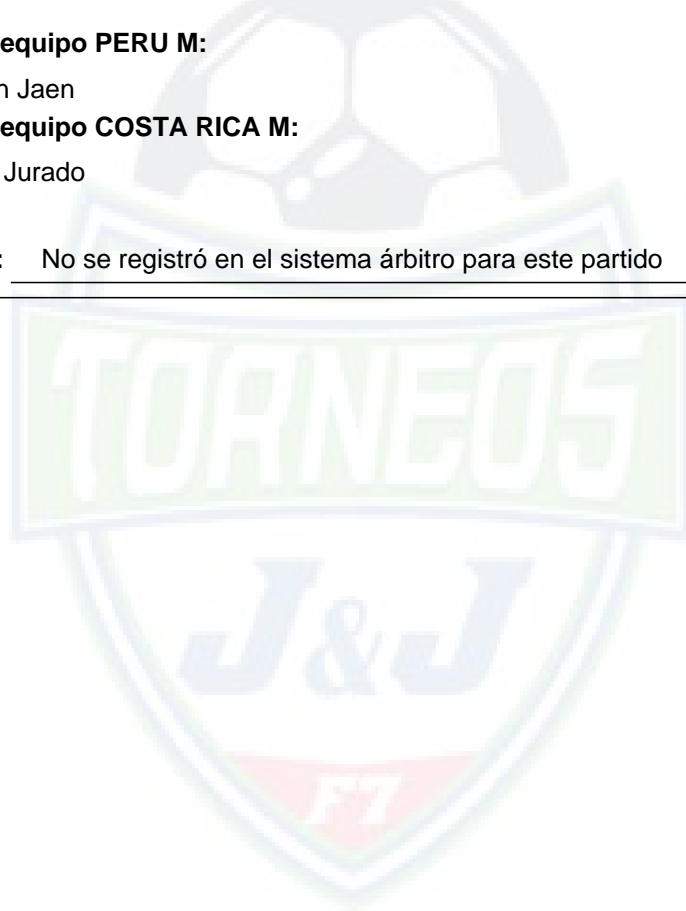 equipo PERU M:
n Jaen
equipo COSTA RICA M:
Jurado
: No se registró en el sistema árbitro para este partido
TORNEOS
J&J
F7